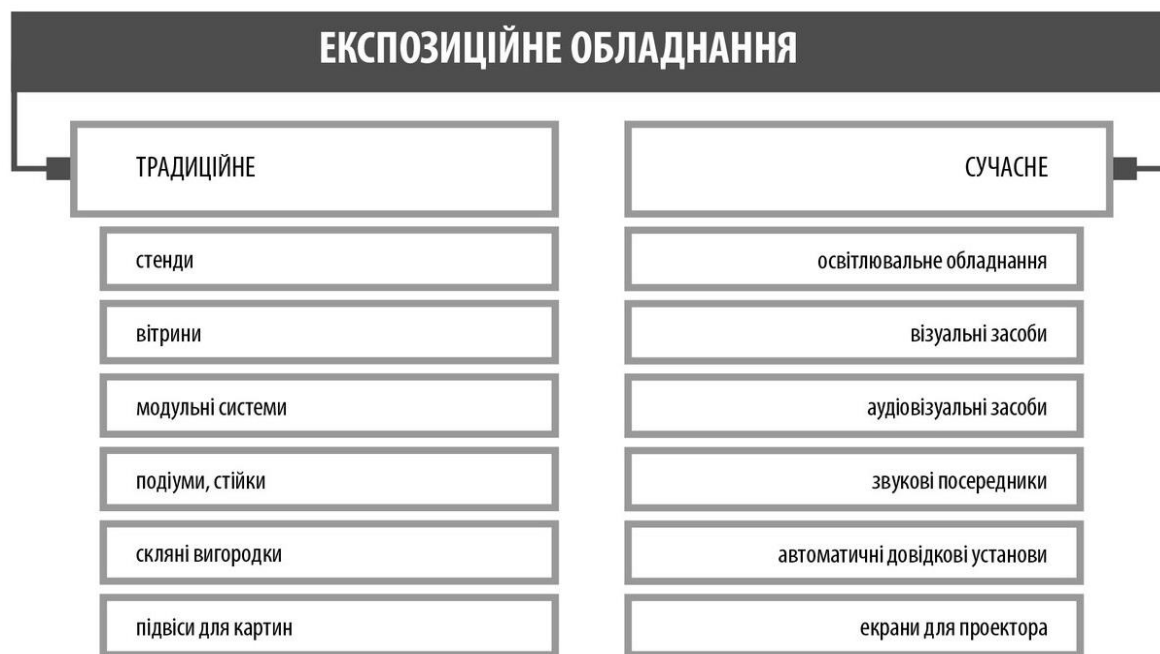 ЕКСПОЗИЦІЙНЕ ОБЛАДНАННЯ
ТРАДИЦІЙНЕ
стенди
вітрини
модульні системи
подіуми, стійки
скляні вигородки
підвіси для картин
СУЧАСНЕ
освітлювальне обладнання
візуальні засоби
аудіовізуальні засоби
звукові посередники
автоматичні довідкові установи
екрани для проектора